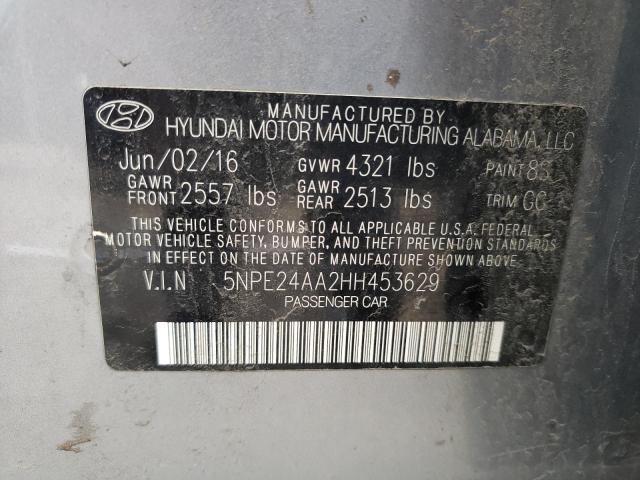 MANUFACTURED BY
HYUNDAI MOTOR MANUFACTURING ALABAMA, LLC
Jun/02/16 GVWR 4321 lbs PAINT 8S
GAWR FRONT 2557 lbs GAWR REAR 2513 lbs TRIM GC
THIS VEHICLE CONFORMS TO ALL APPLICABLE U.S.A. FEDERAL
MOTOR VEHICLE SAFETY, BUMPER, AND THEFT PREVENTION STANDARDS
IN EFFECT ON THE DATE OF MANUFACTURE SHOWN ABOVE.
V.I.N 5NPE24AA2HH453629
PASSENGER CAR